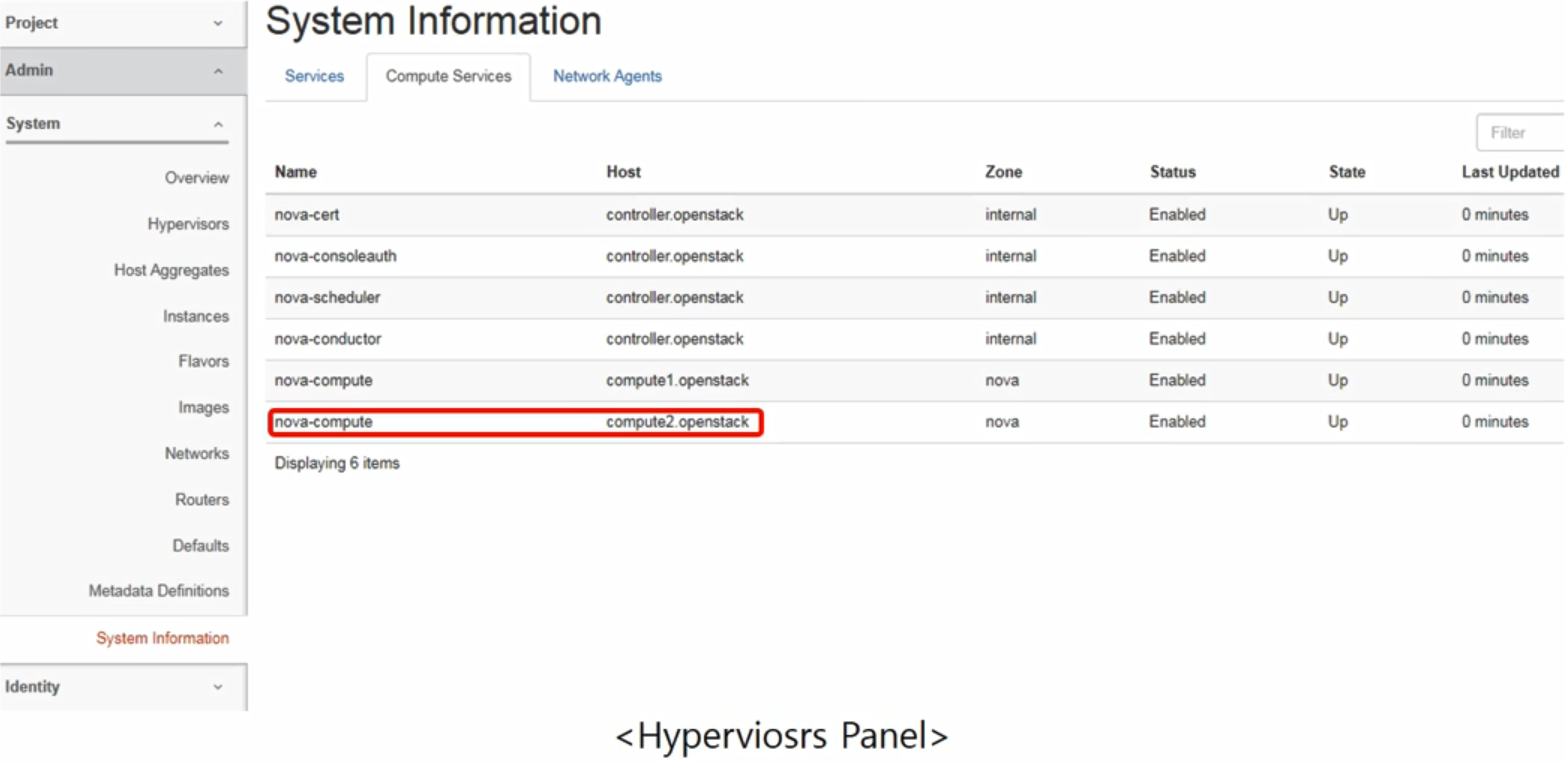 Project
Admin
System
Overview
Hypervisors
Host Aggregates
Instances
Flavors
Images
Networks
Routers
Defaults
Metadata Definitions
System Information
Identity
System Information
Services Compute Services Network Agents
Filter
Name Host Zone Status State Last Updated
nova-cert controller.openstack internal Enabled Up 0 minutes
nova-consoleauth controller.openstack internal Enabled Up 0 minutes
nova-scheduler controller.openstack internal Enabled Up 0 minutes
nova-conductor controller.openstack internal Enabled Up 0 minutes
nova-compute compute1.openstack nova Enabled Up 0 minutes
nova-compute compute2.openstack nova Enabled Up 0 minutes
Displaying 6 items
<Hyperviosrs Panel>